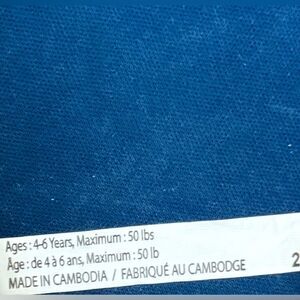 Ages : 4-6 Years, Maximum : 50 lbs
Âge : de 4 à 6 ans, Maximum : 50 lb
MADE IN CAMBODIA / FABRIQUÉ AU CAMBODGE
2